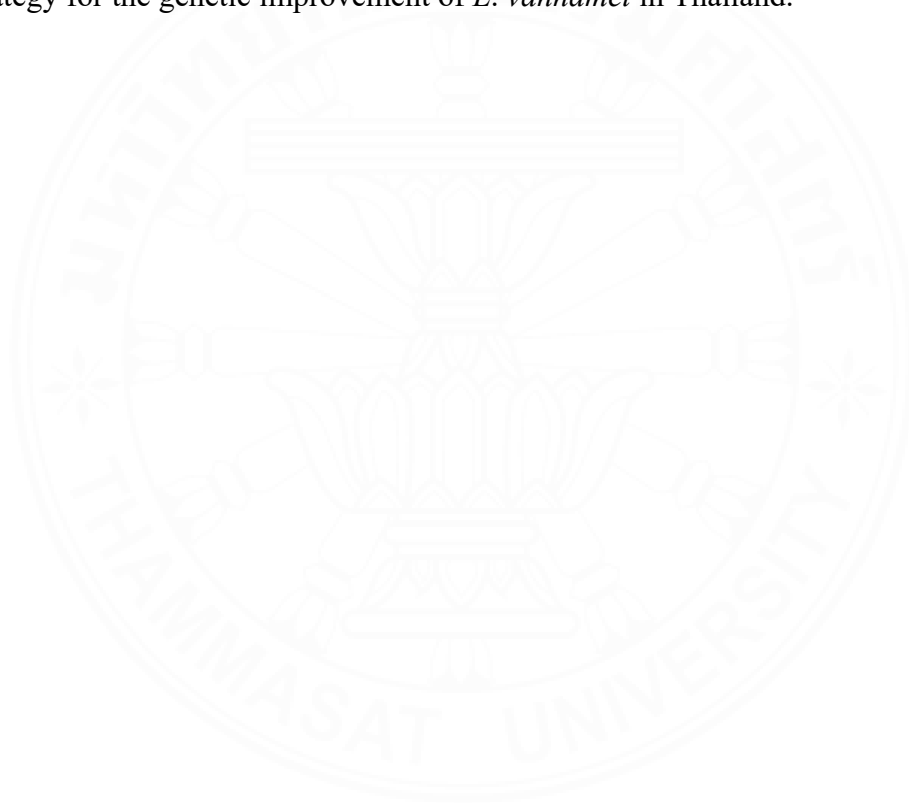 ategy for the genetic improvement of L. vannamei in Thailand.
THAMMASAT UNIVERSITY